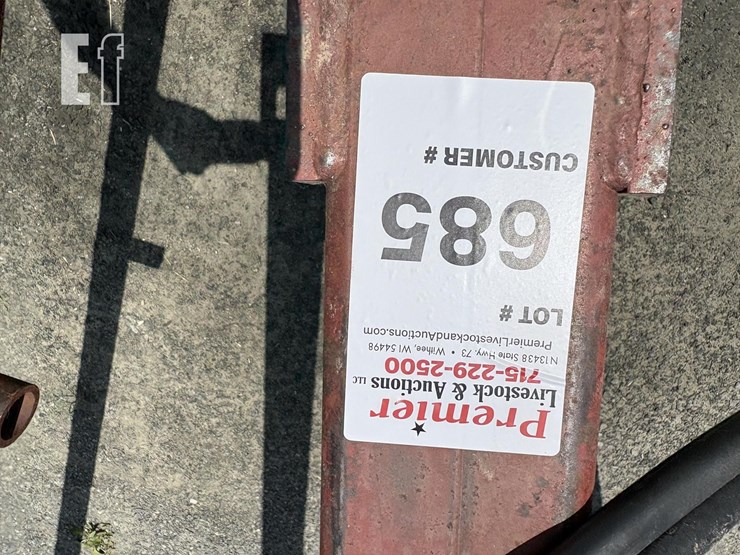 Ef
Premier
Livestock & Auctions LLC
715-229-2500
N13438 State Hwy. 73 • Withee, WI 54498
PremierLivestockandAuctions.com
LOT #
685
CUSTOMER #